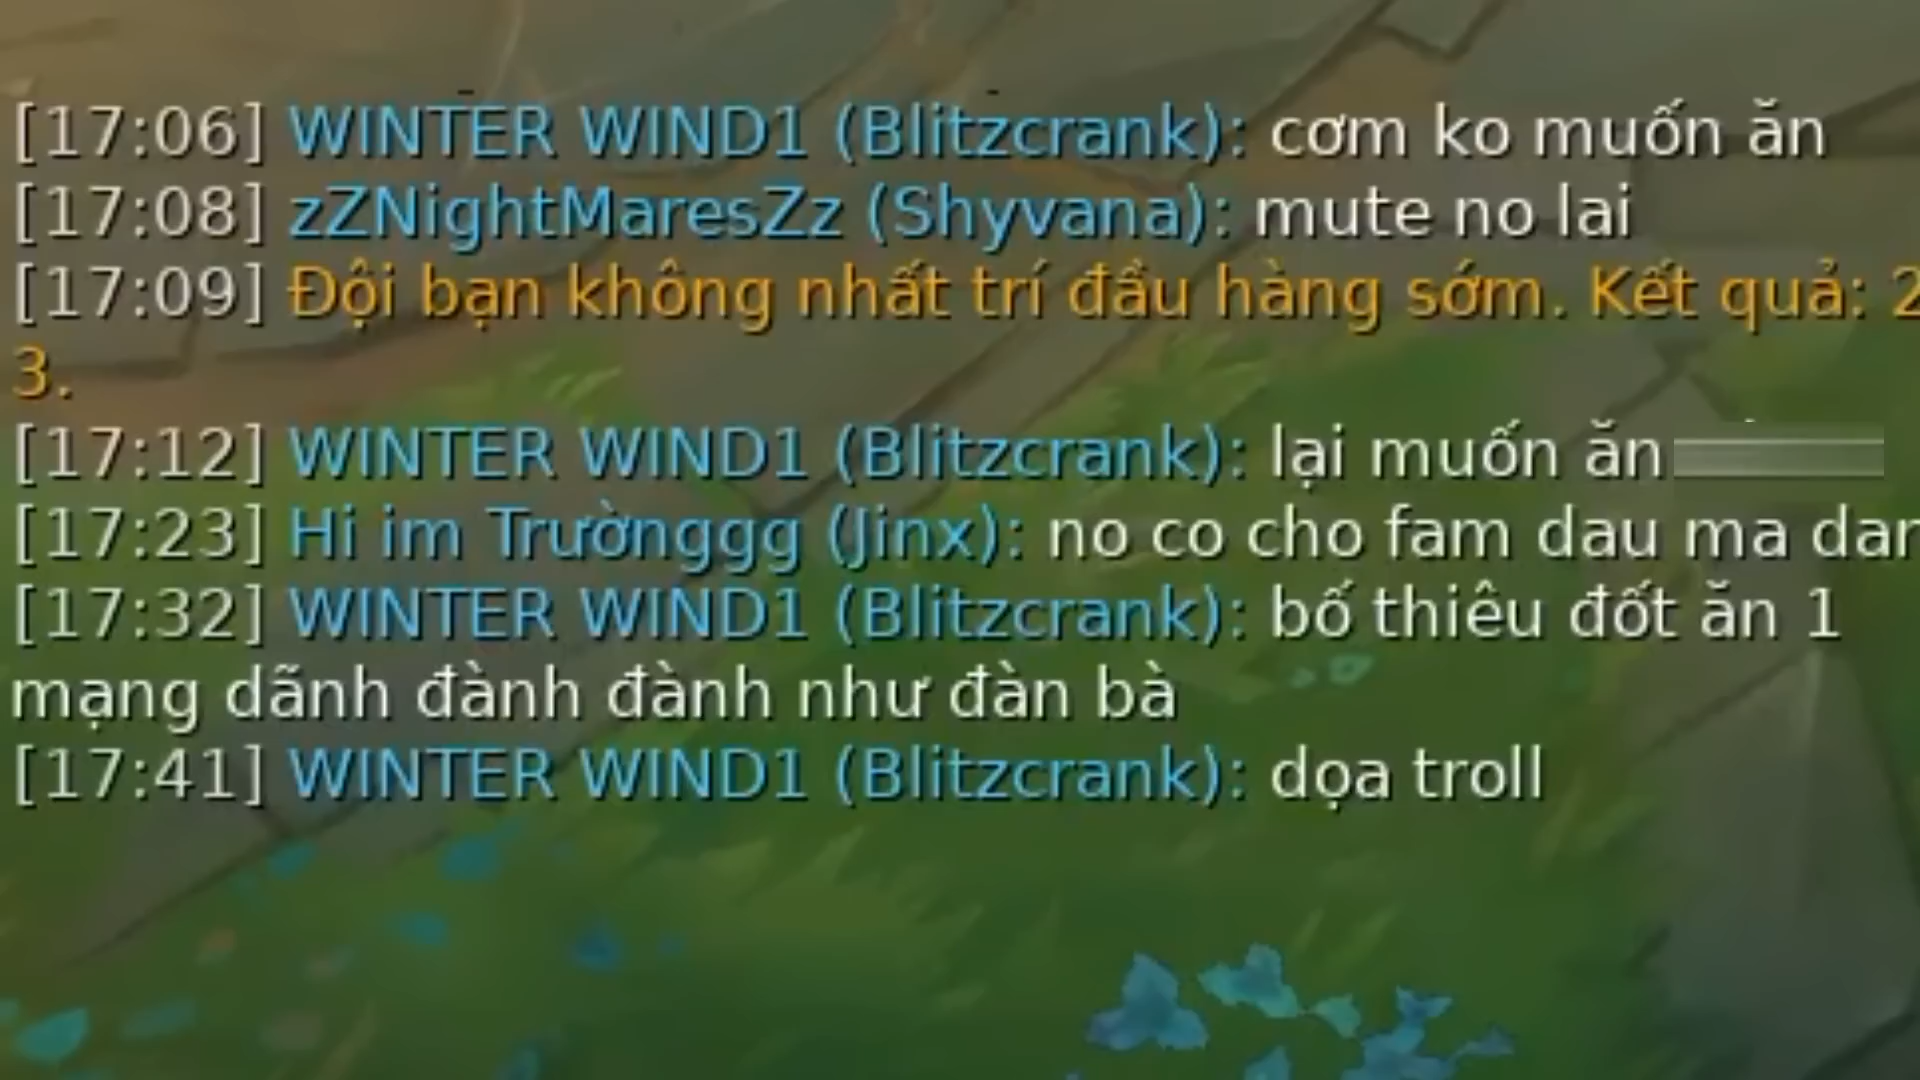 [17:06] WINTER WIND1 (Blitzcrank): cơm ko muốn ăn
[17:08] zZNightMaresZz (Shyvana): mute no lai
[17:09] Đội bạn không nhất trí đầu hàng sớm. Kết quả: 2
3.
[17:12] WINTER WIND1 (Blitzcrank): lại muốn ăn
[17:23] Hi im Trườnggg (Jinx): no co cho fam dau ma
[17:32] WINTER WIND1 (Blitzcrank): bố thiêu đốt ăn 1
mạng dãnh đành đành như đàn bà
[17:41] WINTER WIND1 (Blitzcrank): dọa troll